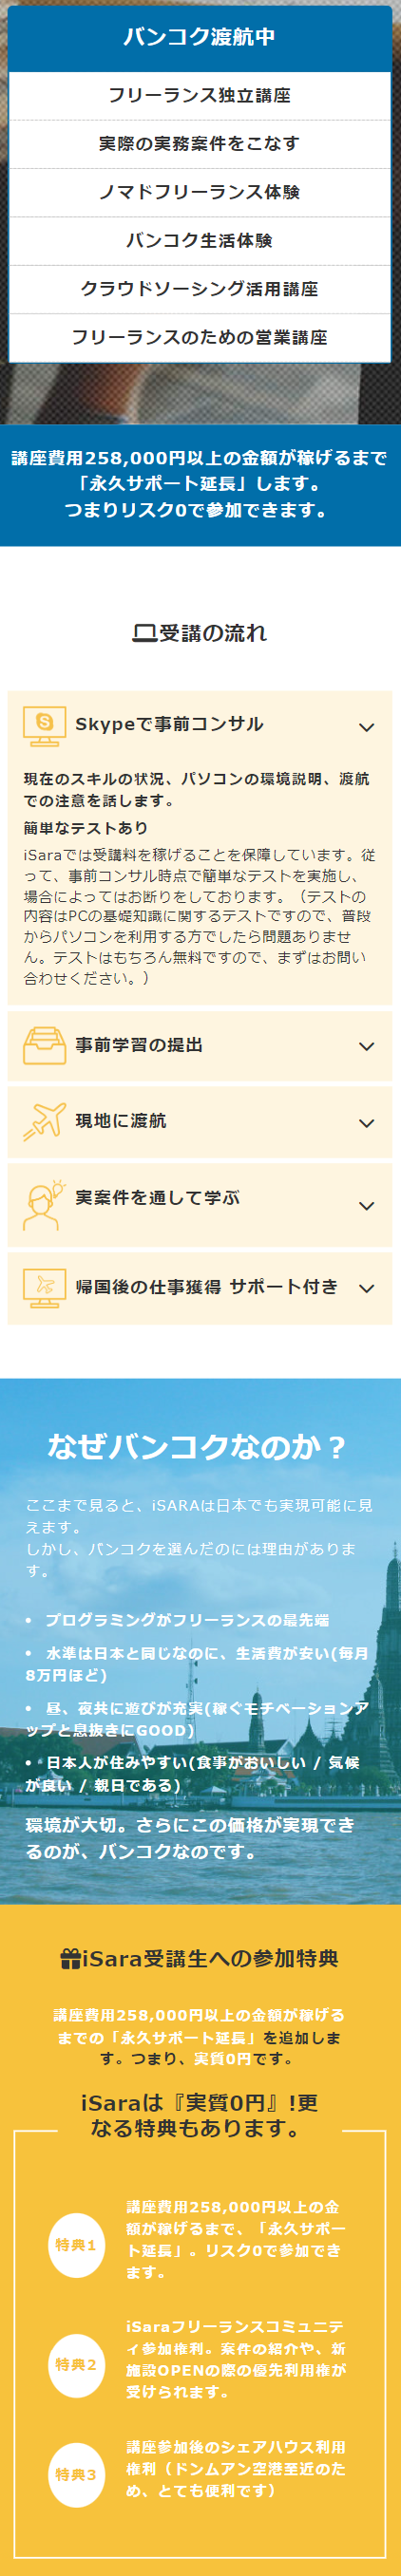 バンコク渡航中
フリーランス独立講座
実際の実務案件をこなす
ノマドフリーランス体験
バンコク生活体験
クラウドソーシング活用講座
フリーランスのための営業講座
講座費用258,000円以上の金額が稼げるまで
「永久サポート延長」します。
つまりリスク0で参加できます。
受講の流れ
Skypeで事前コンサル
現在のスキルの状況、パソコンの環境説明、渡航
での注意を話します。
簡単なテストあり
iSaraでは受講料を稼げることを保障しています。従
って、事前コンサル時点で簡単なテストを実施し、
場合によってはお断りをしております。（テストの
内容はPCの基礎知識に関するテストですので、普段
からパソコンを利用する方でしたら問題ありませ
ん。テストはもちろん無料ですので、まずはお問い
合わせください。）
事前学習の提出
現地に渡航
実案件を通して学ぶ
帰国後の仕事獲得 サポート付き
なぜバンコクなのか？
ここまで見ると、iSARAは日本でも実現可能に見
えます。
しかし、バンコクを選んだのには理由がありま
す。
• プログラミングがフリーランスの最先端
• 水準は日本と同じなのに、生活費が安い(毎月
8万円ほど)
• 昼、夜共に遊びが充実(稼ぐモチベーションア
ップと息抜きにGOOD)
• 日本人が住みやすい(食事がおいしい / 気候
が良い / 親日である)
環境が大切。さらにこの価格が実現でき
るのが、バンコクなのです。
iSara受講生への参加特典
講座費用258,000円以上の金額が稼げる
までの「永久サポート延長」を追加しま
す。つまり、実質0円です。
iSaraは『実質0円』!更
なる特典もあります。
特典1
講座費用258,000円以上の金
額が稼げるまで、「永久サポー
ト延長」。リスク0で参加でき
ます。
特典2
iSaraフリーランスコミュニテ
ィ参加権利。案件の紹介や、新
施設OPENの際の優先利用権が
受けられます。
特典3
講座参加後のシェアハウス利用
権利（ドンムアン空港至近のた
め、とても便利です）